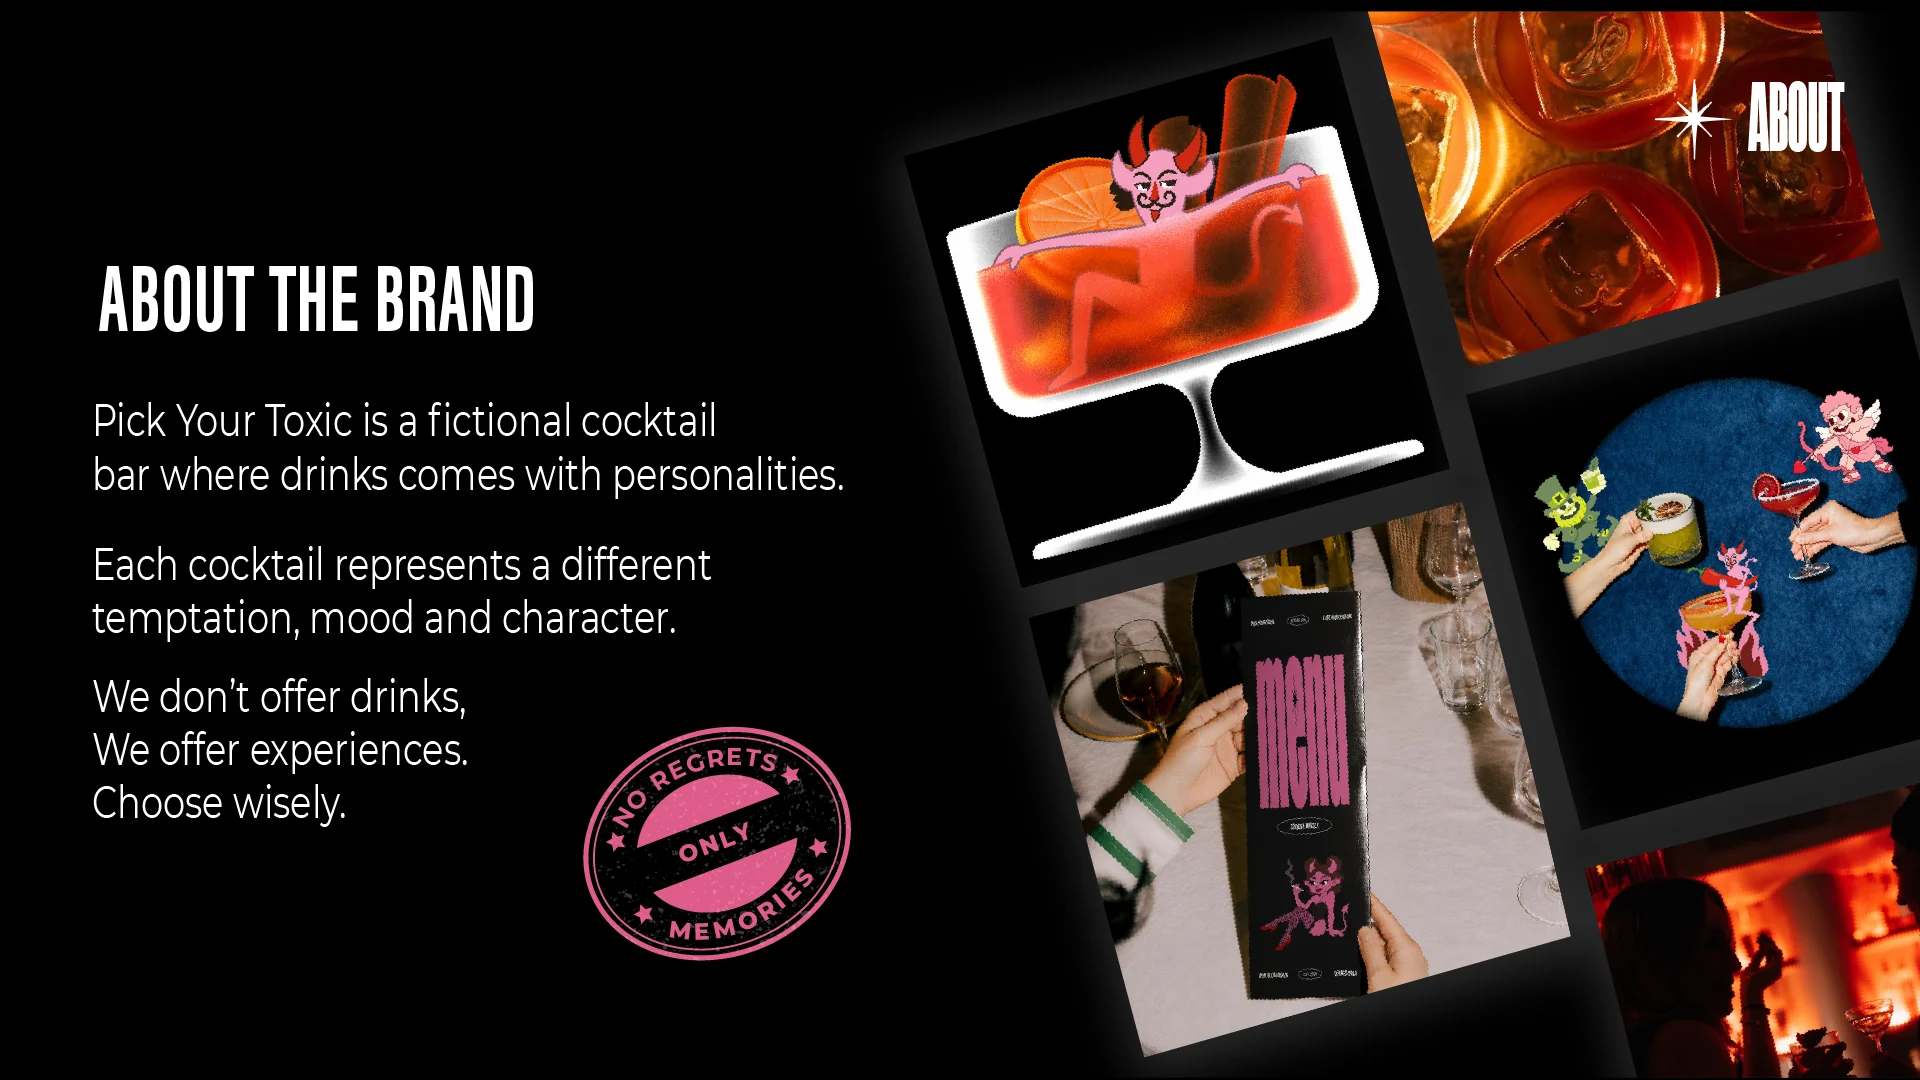 ABOUT
ABOUT THE BRAND
Pick Your Toxic is a fictional cocktail
bar where drinks comes with personalities.
Each cocktail represents a different
temptation, mood and character.
We don’t offer drinks,
We offer experiences.
Choose wisely.
NO REGRETS
ONLY
MEMORIES
menu